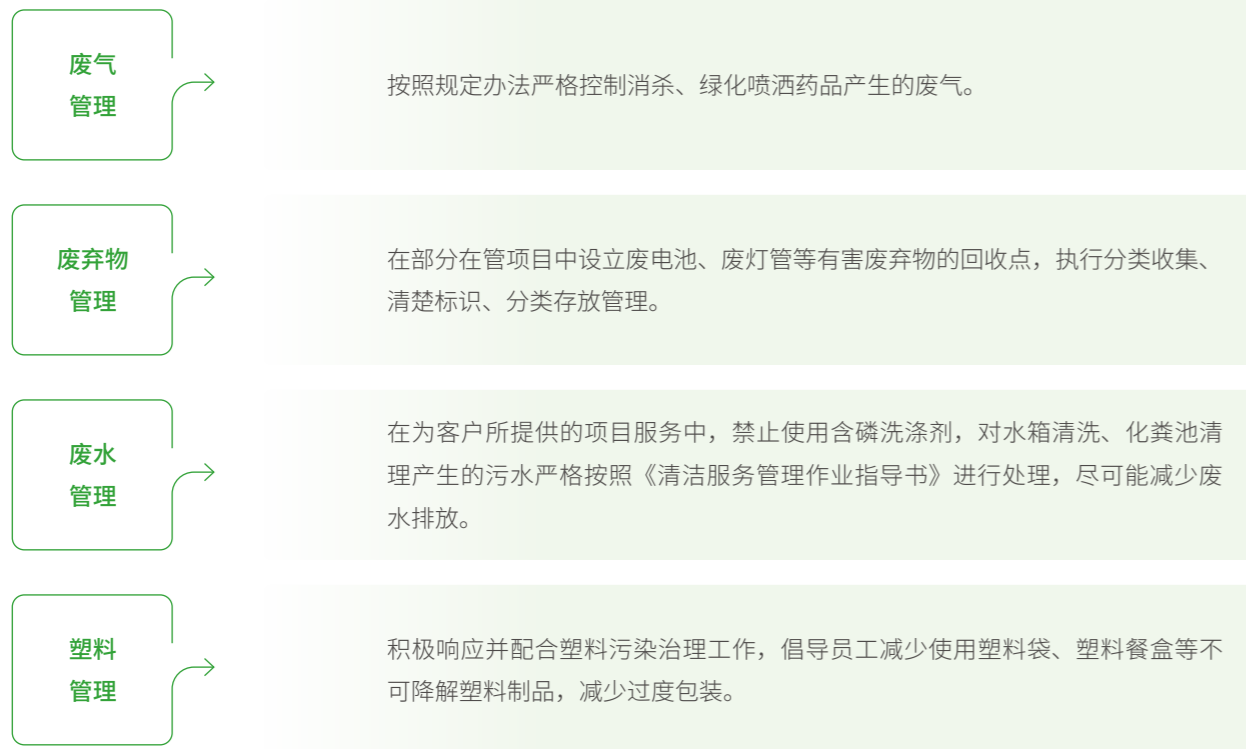 废气
管理
按照规定办法严格控制消杀、绿化喷洒药品产生的废气。
废弃物
管理
在部分在管项目中设立废电池、废灯管等有害废弃物的回收点，执行分类收集、
清楚标识、分类存放管理。
废水
管理
在为客户所提供的项目服务中，禁止使用含磷洗涤剂，对水箱清洗、化粪池清
理产生的污水严格按照《清洁服务管理作业指导书》进行处理，尽可能减少废
水排放。
塑料
管理
积极响应并配合塑料污染治理工作，倡导员工减少使用塑料袋、塑料餐盒等不
可降解塑料制品，减少过度包装。